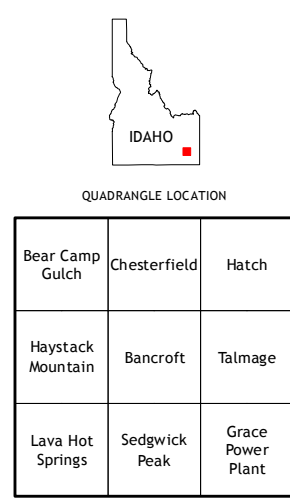 IDAHO
QUADRANGLE LOCATION
Bear Camp
Gulch
Chesterfield
Hatch
Haystack
Mountain
Bancroft
Talmage
Lava Hot
Springs
Sedgwick
Peak
Grace
Power
Plant